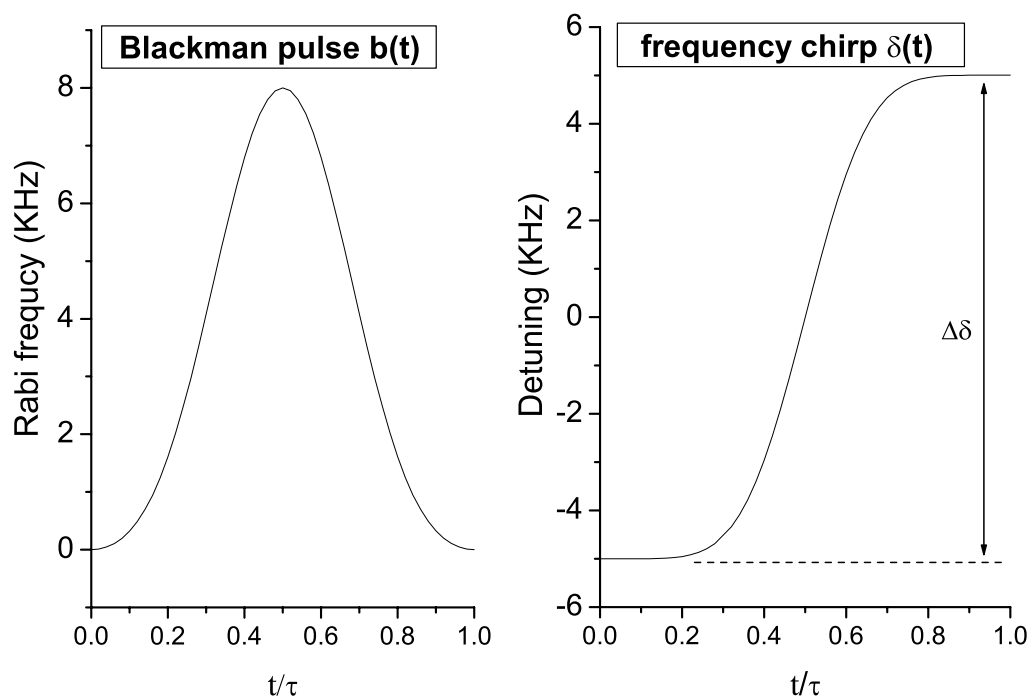 Blackman pulse b(t)
Rabi frequcy (KHz)
8
6
4
2
0
0.0 0.2 0.4 0.6 0.8 1.0
t/τ
frequency chirp δ(t)
Detuning (KHz)
6
4
2
0
-2
-4
-6
Δδ
0.0 0.2 0.4 0.6 0.8 1.0
t/τ